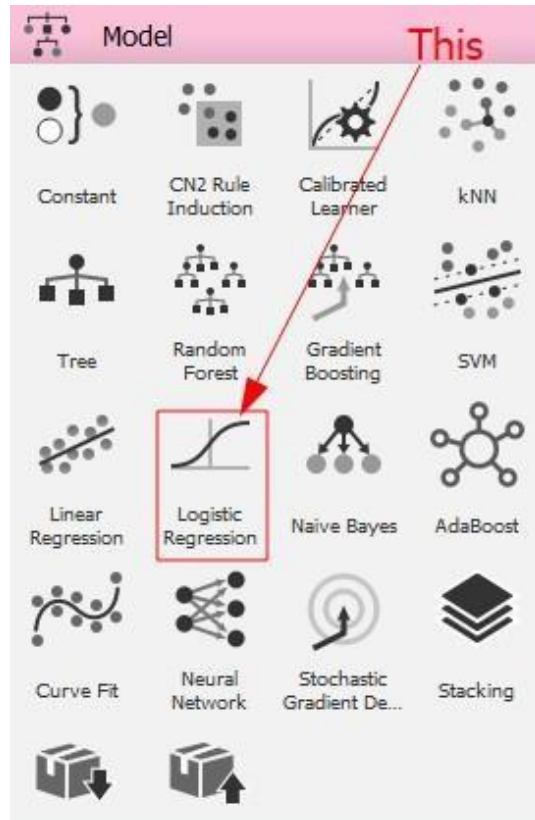 Model
This
Constant
CN2 Rule
Induction
Calibrated
Learner
kNN
Tree
Random
Forest
Gradient
Boosting
SVM
Linear
Regression
Logistic
Regression
Naive Bayes
AdaBoost
Curve Fit
Neural
Network
Stochastic
Gradient De...
Stacking